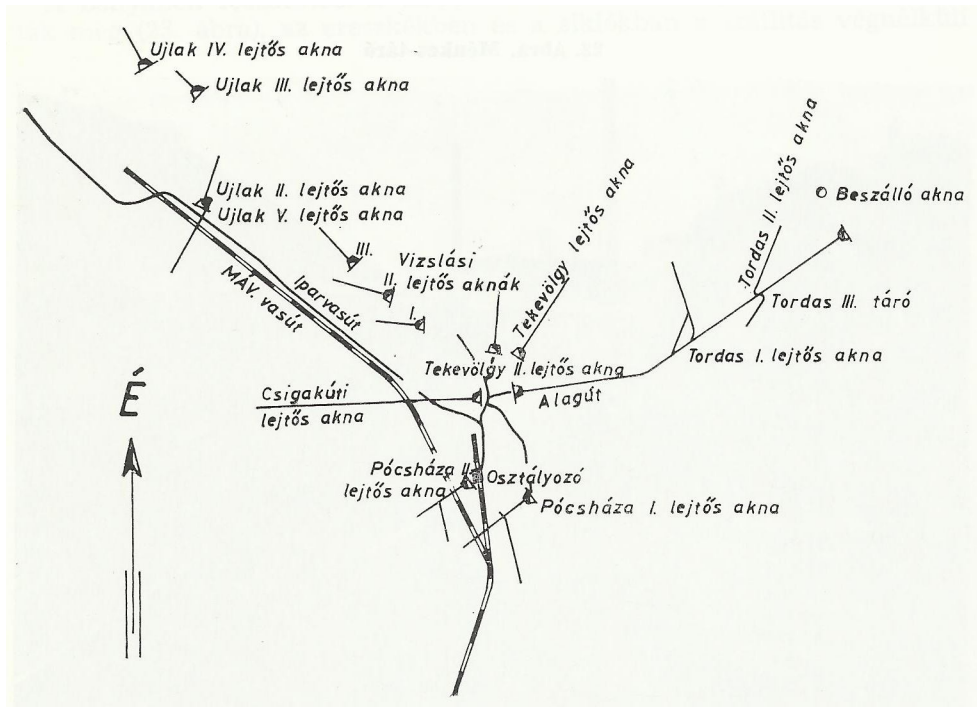 Ujlak IV. lejtős akna
Ujlak III. lejtős akna
Ujlak II. lejtős akna
Ujlak V. lejtős akna
MÁV. vasút
Iparvasút
III.
Vizslási
II. lejtős aknák
I.
Tekevölgy lejtős akna
Tordas II. lejtős akna
Beszálló akna
Tordas III. táró
Tordas I. lejtős akna
Tekevölgy II. lejtős akna
Alagút
Csigakúti
lejtős akna
É
Pócsháza II.
lejtős akna
Osztályozó
Pócsháza I. lejtős akna